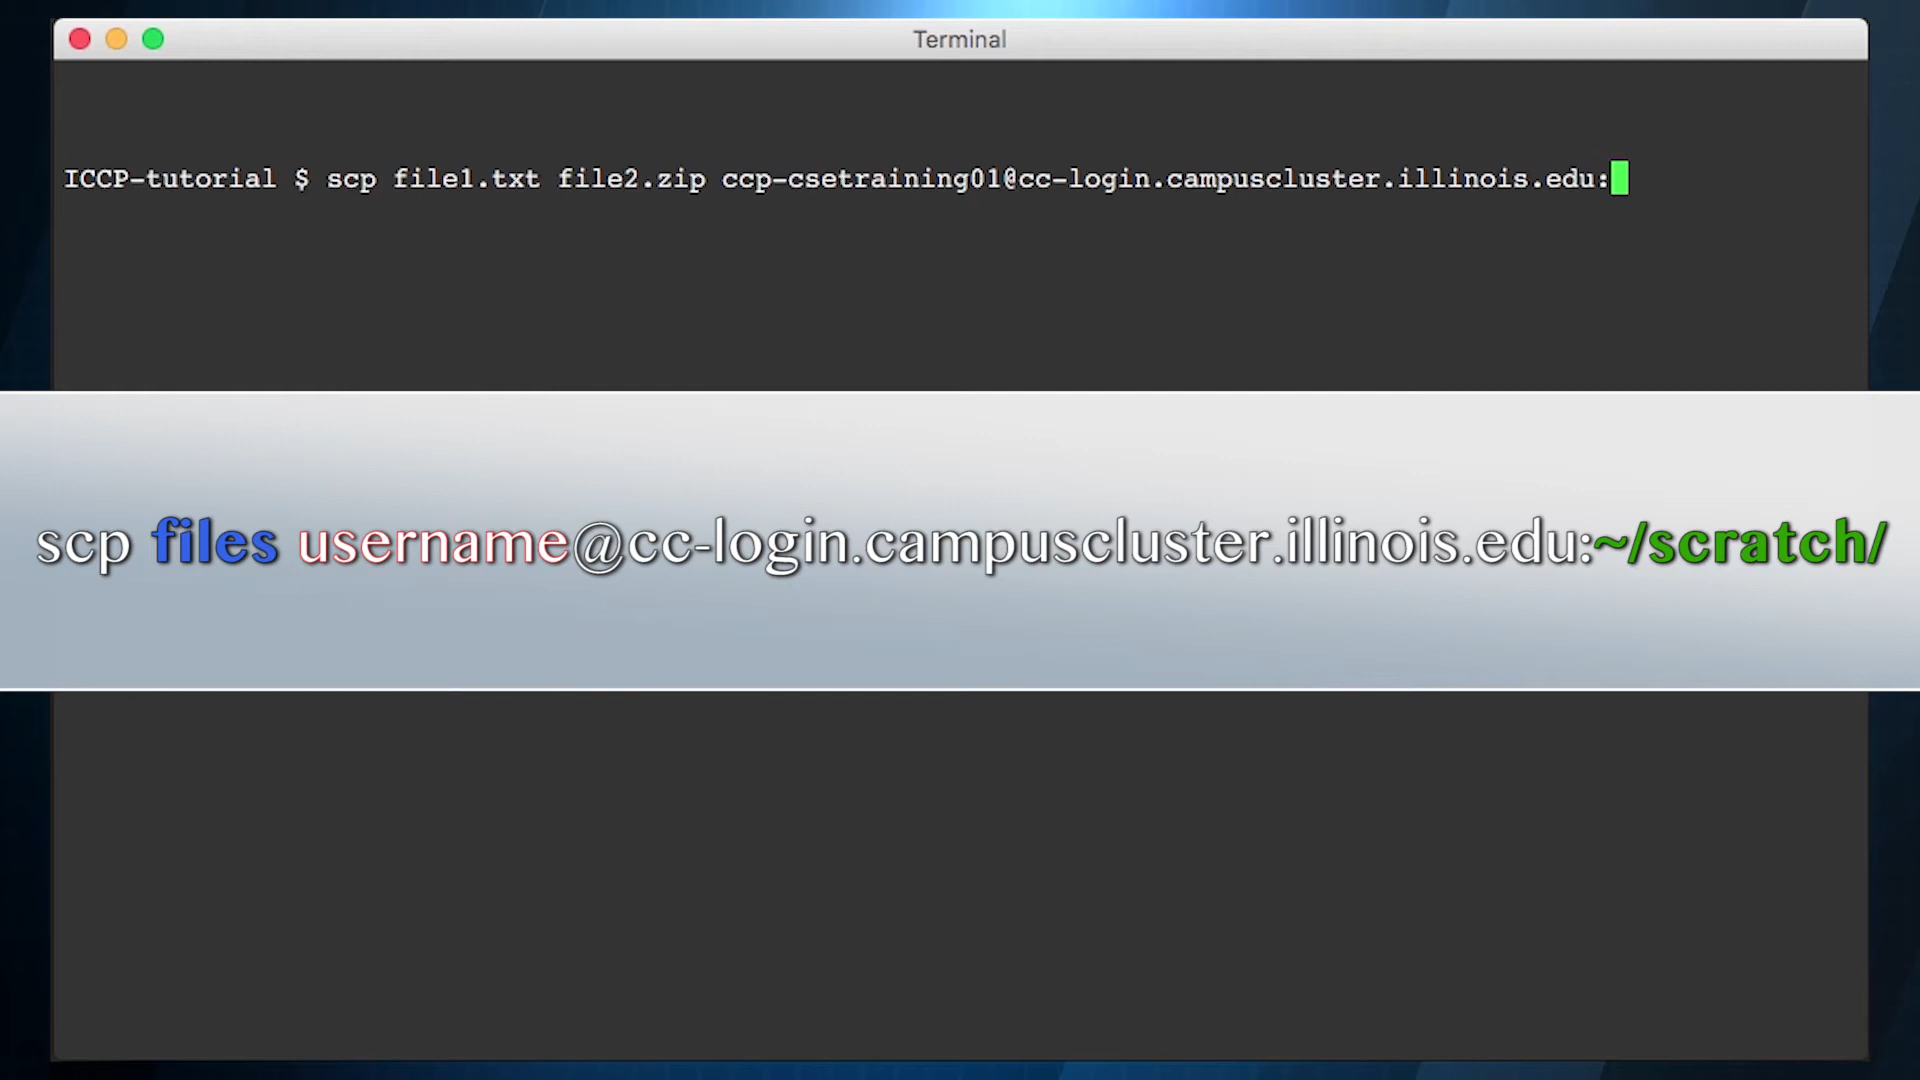 Terminal
ICCP-tutorial $ scp file1.txt file2.zip ccp-csetraining01@cc-login.campuscluster.illinois.edu:
scp files username@cc-login.campuscluster.illinois.edu:~/scratch/